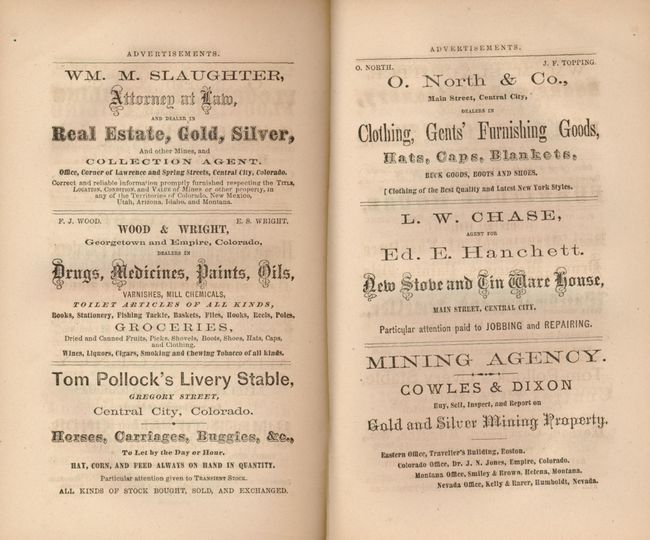 ADVERTISEMENTS.
WM. M. SLAUGHTER,
Attorney at Law,
AND DEALER IN
Real Estate, Gold, Silver,
And other Mines, and
COLLECTION AGENT.
Office, Corner of Lawrence and Spring Streets, Central City, Colorado.
Correct and reliable information promptly furnished respecting the TITLE,
LOCATION, CONDITION, and VALUE of Mines or other property, in
any of the Territories of Colorado, New Mexico,
Utah, Arizona, Idaho, and Montana.
F. J. WOOD. E. S. WRIGHT.
WOOD & WRIGHT,
Georgetown and Empire, Colorado,
DEALERS IN
Drugs, Medicines, Paints, Oils,
VARNISHES, MILL CHEMICALS,
TOILET ARTICLES OF ALL KINDS,
Books, Stationery, Fishing Tackle, Baskets, Flies, Hooks, Reels, Poles,
GROCERIES,
Dried and Canned Fruits, Picks, Shovels, Boots, Shoes, Hats, Caps,
and Clothing.
Wines, Liquors, Cigars, Smoking and Chewing Tobacco of all kinds.
Tom Pollock's Livery Stable,
GREGORY STREET,
Central City, Colorado.
Horses, Carriages, Buggies, &c.,
To Let by the Day or Hour.
HAY, CORN, AND FEED ALWAYS ON HAND IN QUANTITY.
Particular attention given to TRANSIENT STOCK.
ALL KINDS OF STOCK BOUGHT, SOLD, AND EXCHANGED.
ADVERTISEMENTS.
O. NORTH. J. F. TOPPING.
O. North & Co.,
Main Street, Central City,
DEALERS IN
Clothing, Gents' Furnishing Goods,
Hats, Caps, Blankets,
BUCK GOODS, BOOTS AND SHOES.
[Clothing of the Best Quality and Latest New York Styles.
L. W. CHASE,
AGENT FOR
Ed. E. Hanchett.
New Stove and Tin Ware House,
MAIN STREET, CENTRAL CITY.
Particular attention paid to JOBBING and REPAIRING.
MINING AGENCY.
COWLES & DIXON
Buy, Sell, Inspect, and Report on
Gold and Silver Mining Property.
Eastern Office, Traveller's Building, Boston.
Colorado Office, Dr. J. N. Jones, Empire, Colorado.
Montana Office, Smiley & Brown, Helena, Montana.
Nevada Office, Kelly & Rarer, Humboldt, Nevada.